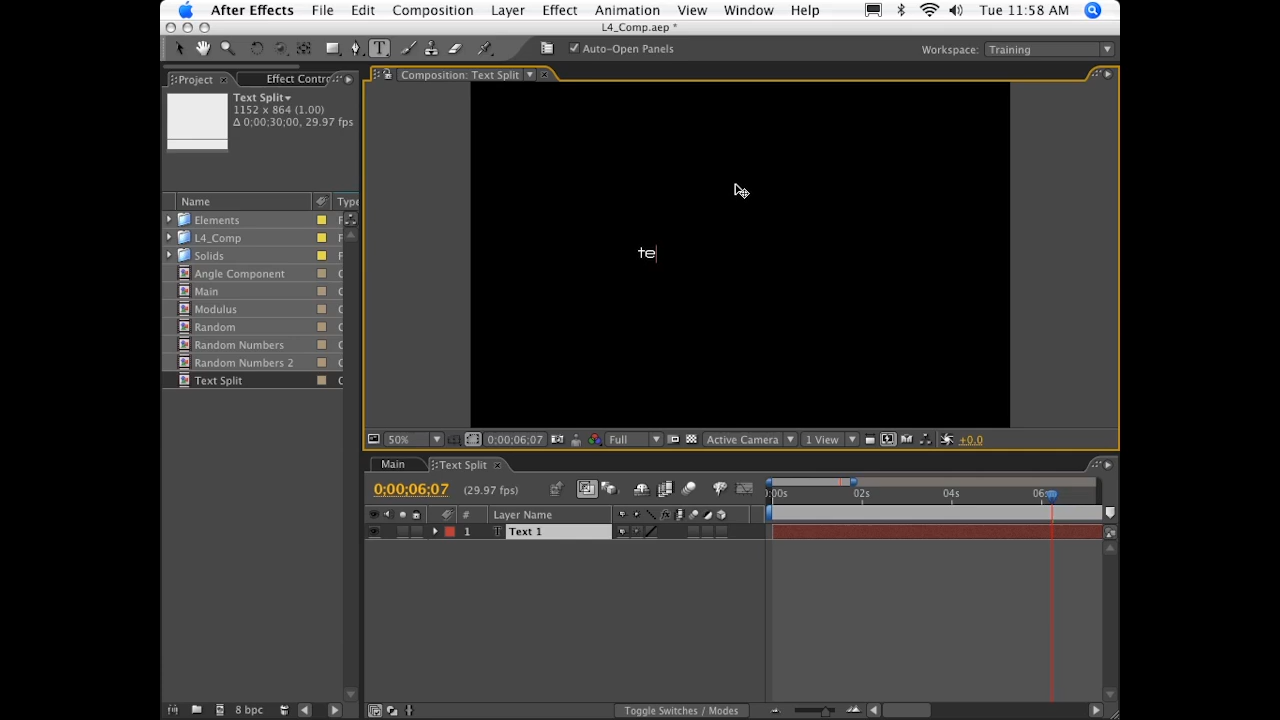 After Effects File Edit Composition Layer Effect Animation View Window Help Tue 11:58 AM
L4_Comp.aep *
T Auto-Open Panels Workspace: Training
Project Effect Contro Composition: Text Split
Text Split
1152 x 864 (1.00)
Δ 0;00;30;00, 29.97 fps
Name Type
Elements F
L4_Comp F
Solids F
Angle Component C
Main C
Modulus C
Random C
Random Numbers C
Random Numbers 2 C
Text Split C
te
50% 0:00:06;07 Full Active Camera 1 View +0.0
Main Text Split
0:00:06;07 (29.97 fps)
:00s 02s 04s 06s
# Layer Name
1 T Text 1
8 bpc Toggle Switches / Modes